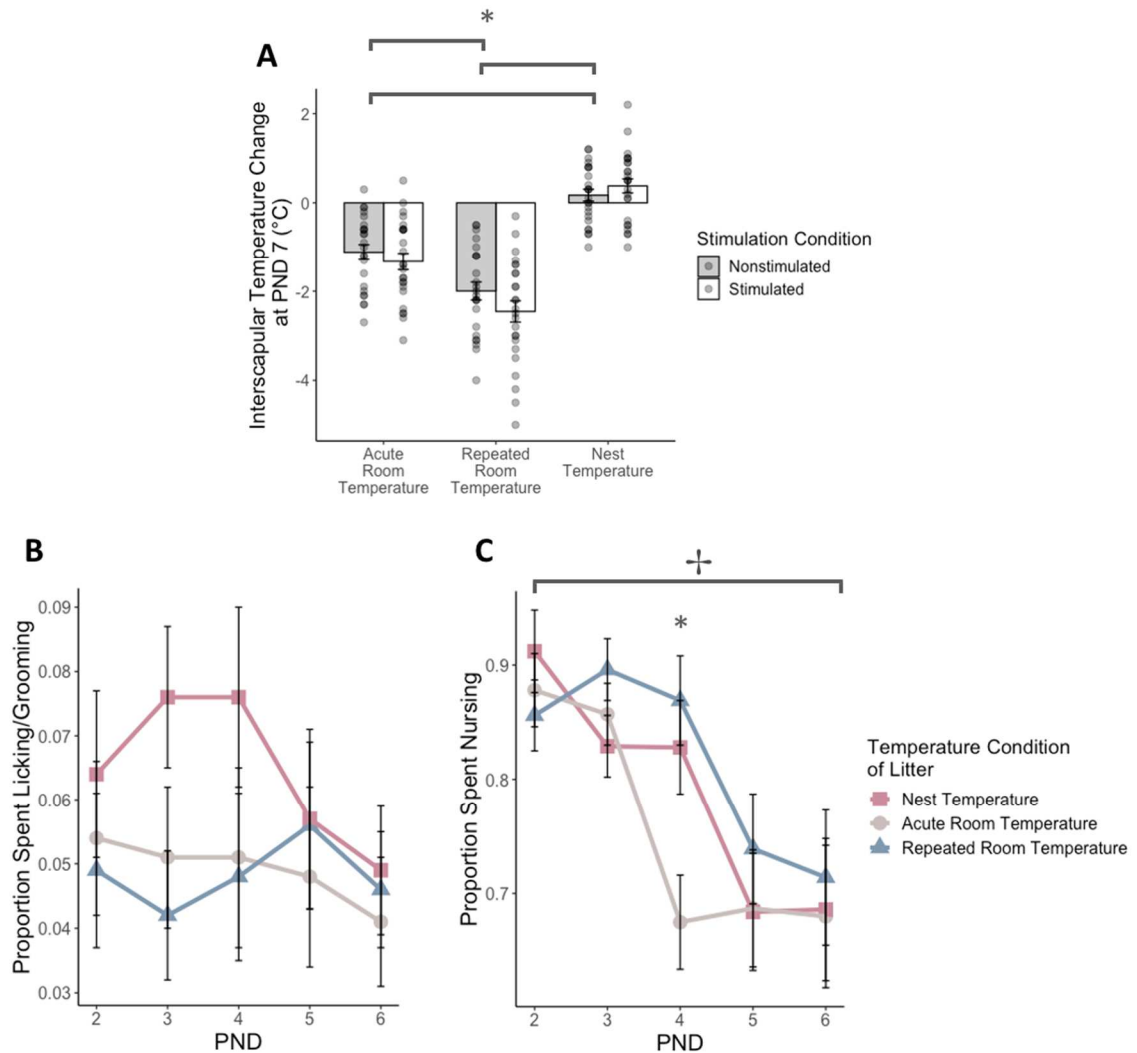 *
A
Interscapular Temperature Change
at PND 7 (°C)
2
0
-2
-4
Acute
Room
Temperature
Repeated
Room
Temperature
Nest
Temperature
Stimulation Condition
Nonstimulated
Stimulated
B
Proportion Spent Licking/Grooming
0.09
0.08
0.07
0.06
0.05
0.04
0.03
2 3 4 5 6
PND
C
†
*
Proportion Spent Nursing
0.9
0.8
0.7
2 3 4 5 6
PND
Temperature Condition
of Litter
Nest Temperature
Acute Room Temperature
Repeated Room Temperature